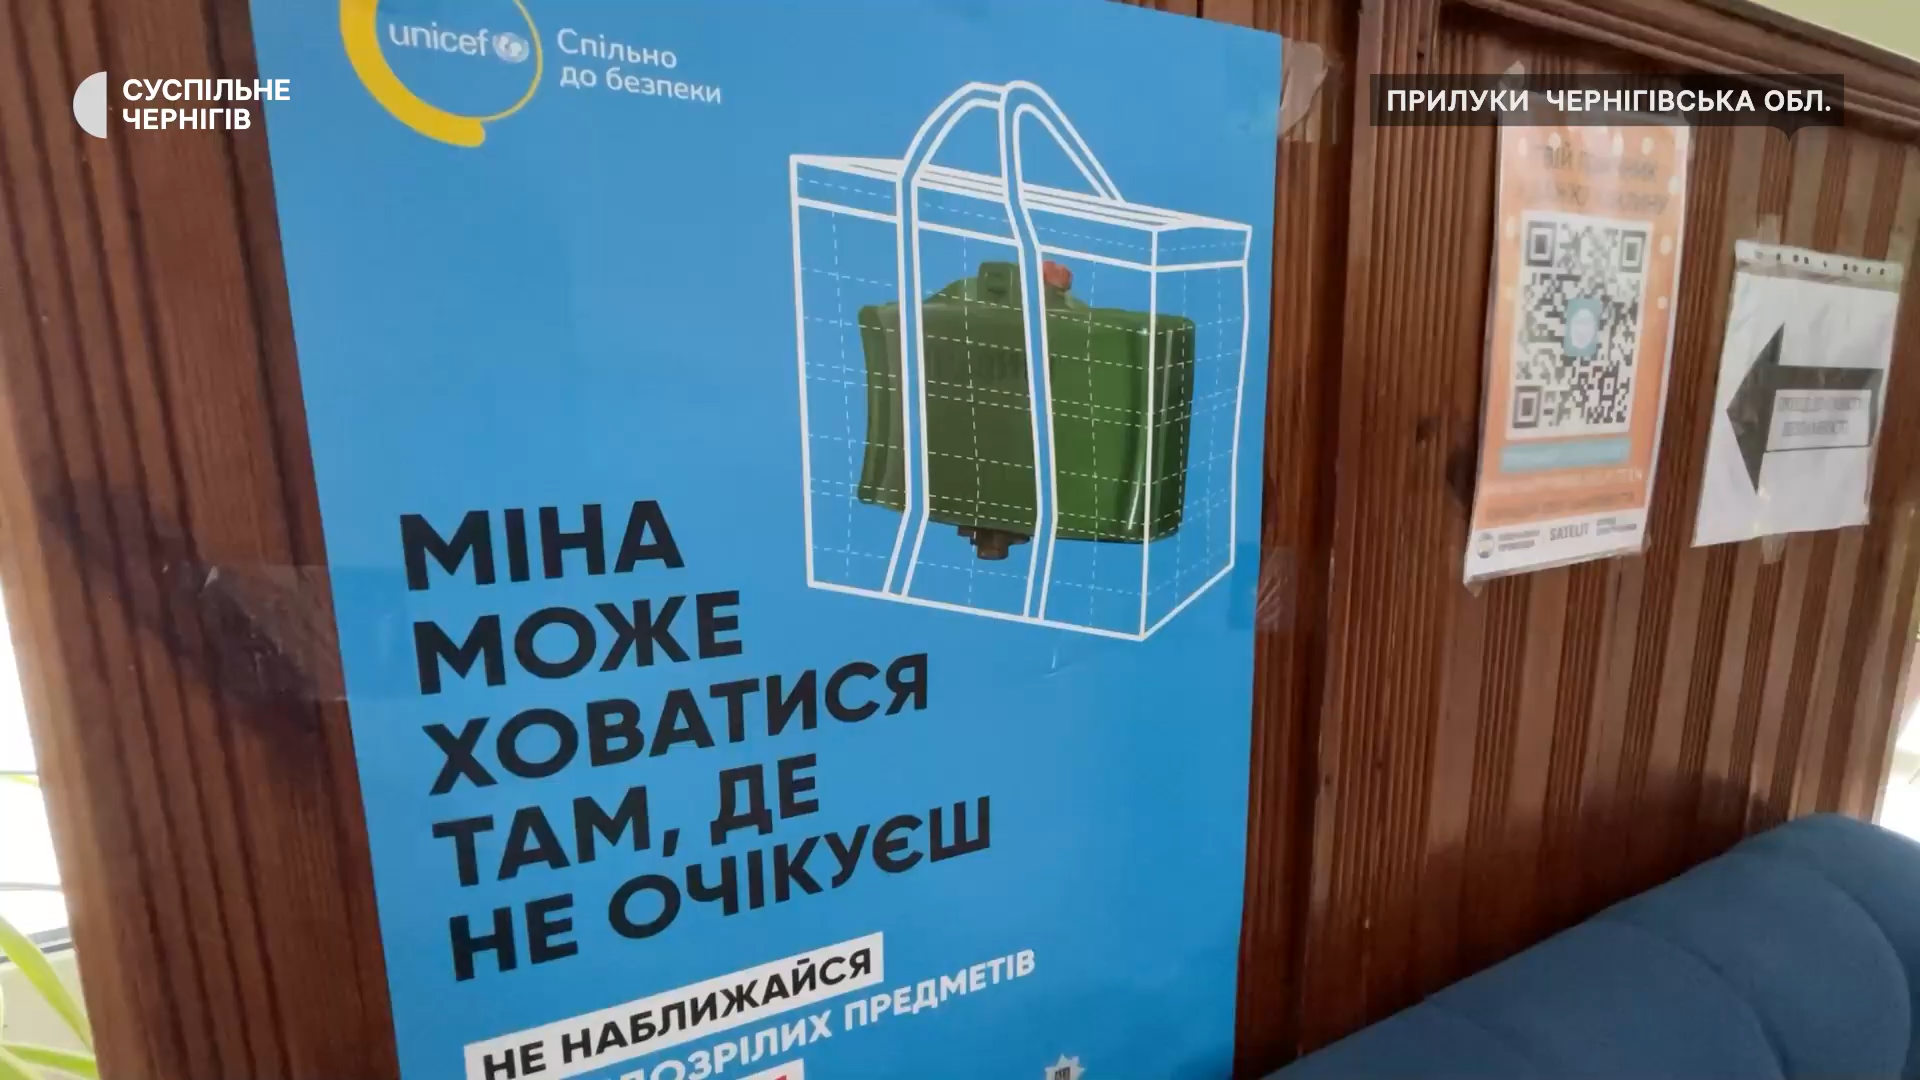 unicef
Спільно
до безпеки
СУСПІЛЬНЕ
ЧЕРНІГІВ
ПРИЛУКИ ЧЕРНІГІВСЬКА ОБЛ.
МІНА
МОЖЕ
ХОВАТИСЯ
ТАМ, ДЕ
НЕ ОЧІКУЄШ
НЕ НАБЛИЖАЙСЯ
ПРЕДМЕТІВ
SATELIT